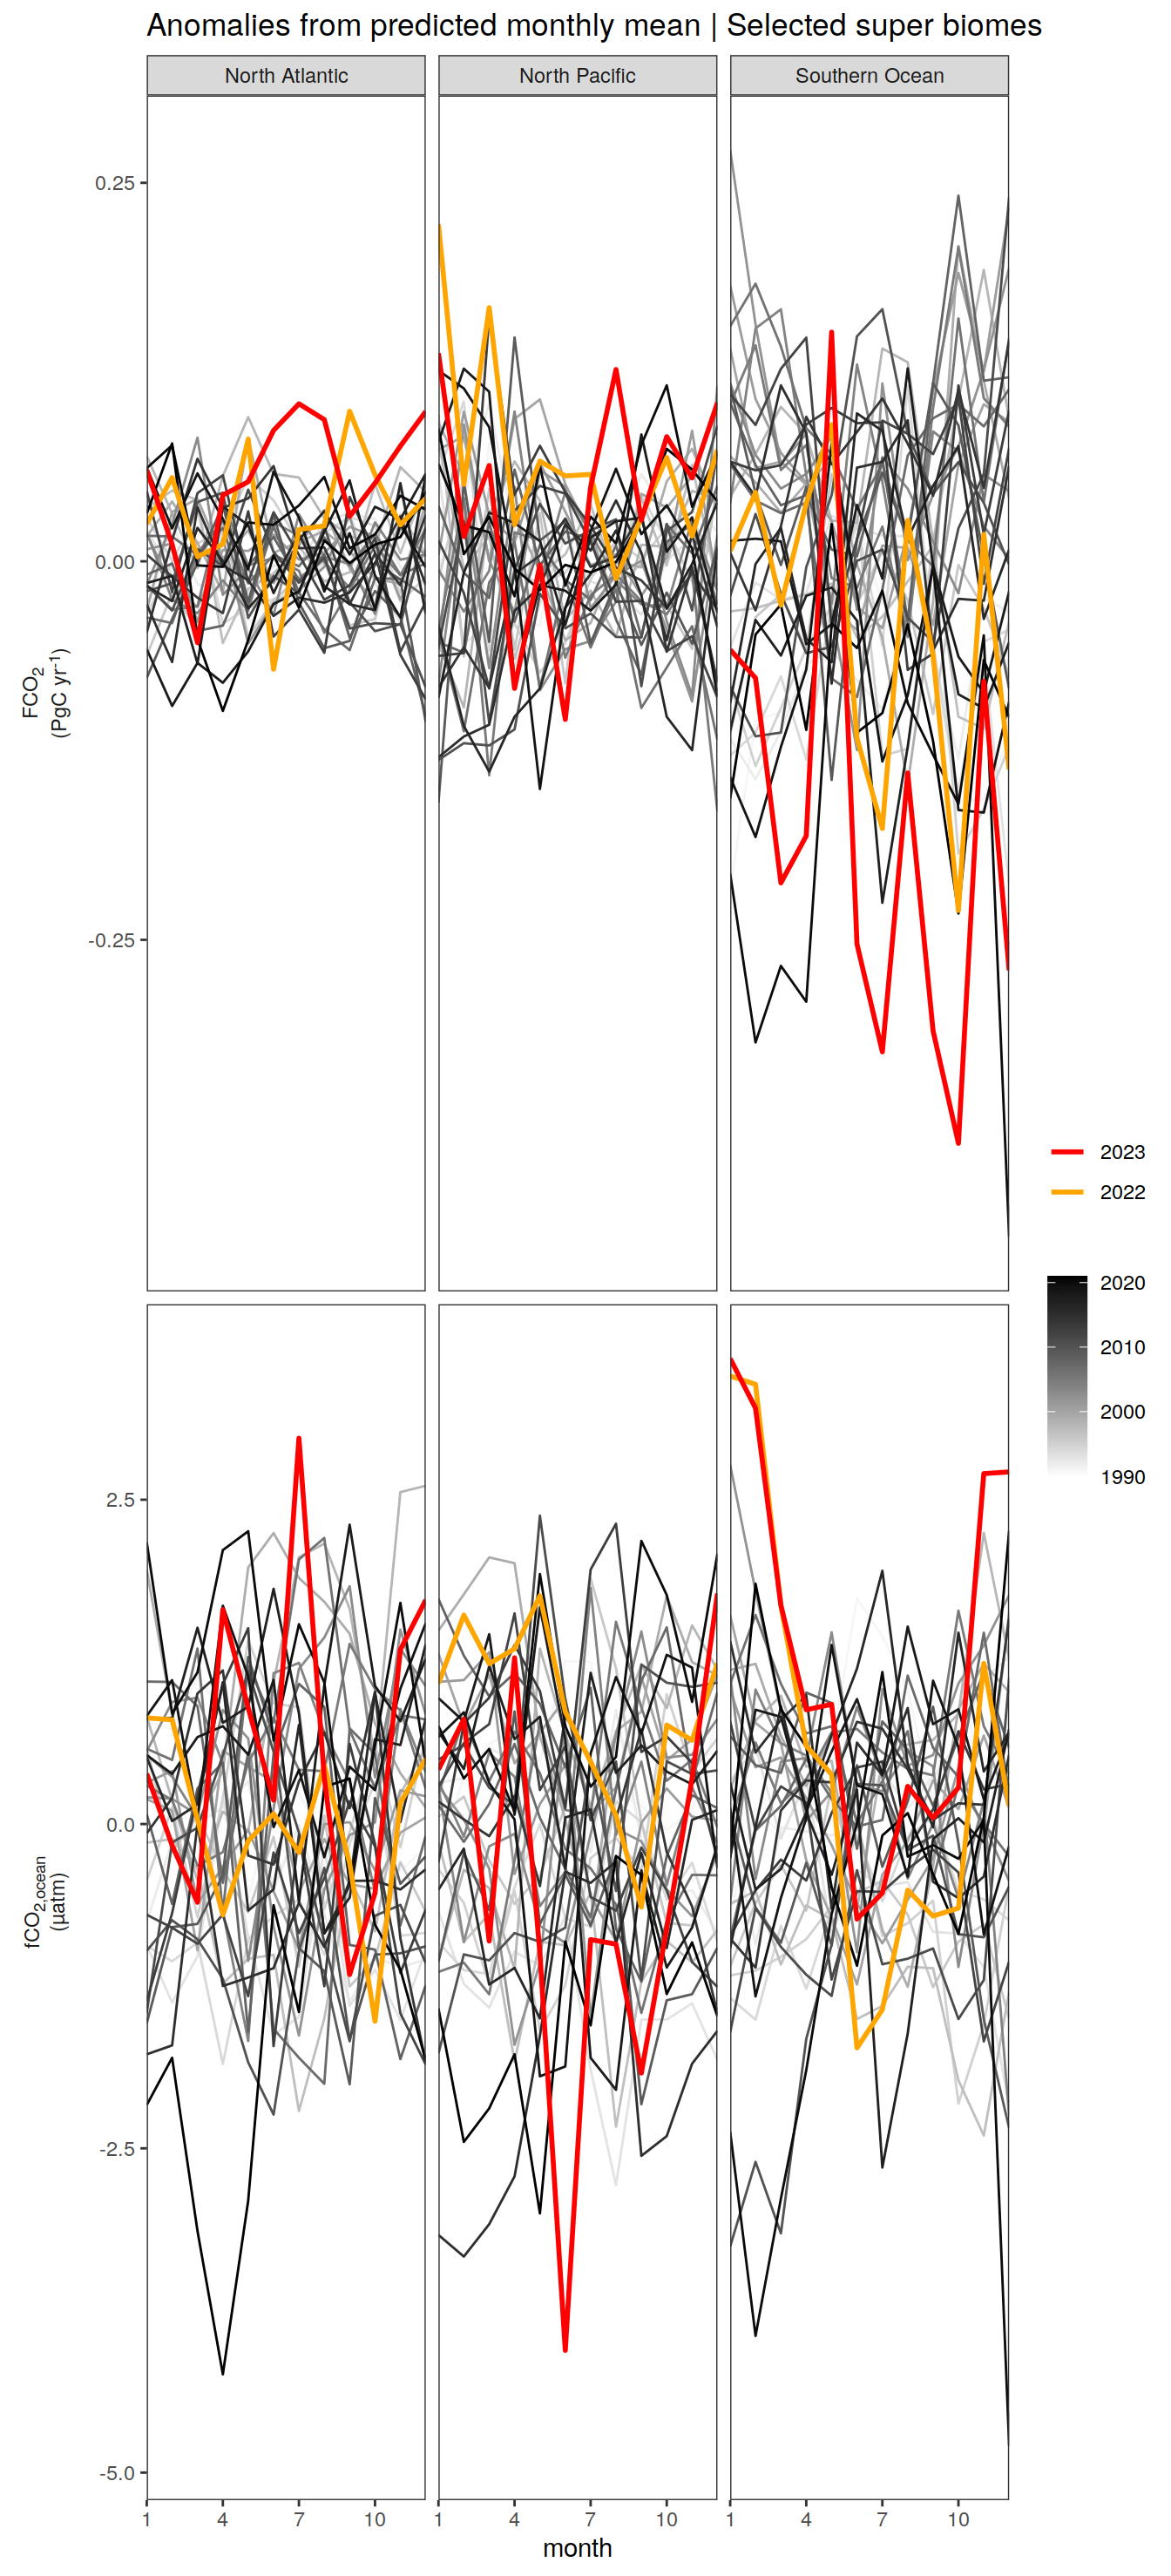 Anomalies from predicted monthly mean | Selected super biomes
North Atlantic North Pacific Southern Ocean
0.25
0.00
-0.25
FCO₂
(PgC yr⁻¹)
2023
2022
2020
2010
2000
1990
2.5
0.0
-2.5
-5.0
fCO₂,ocean
(µatm)
1 4 7 10 1 4 7 10 1 4 7 10
month